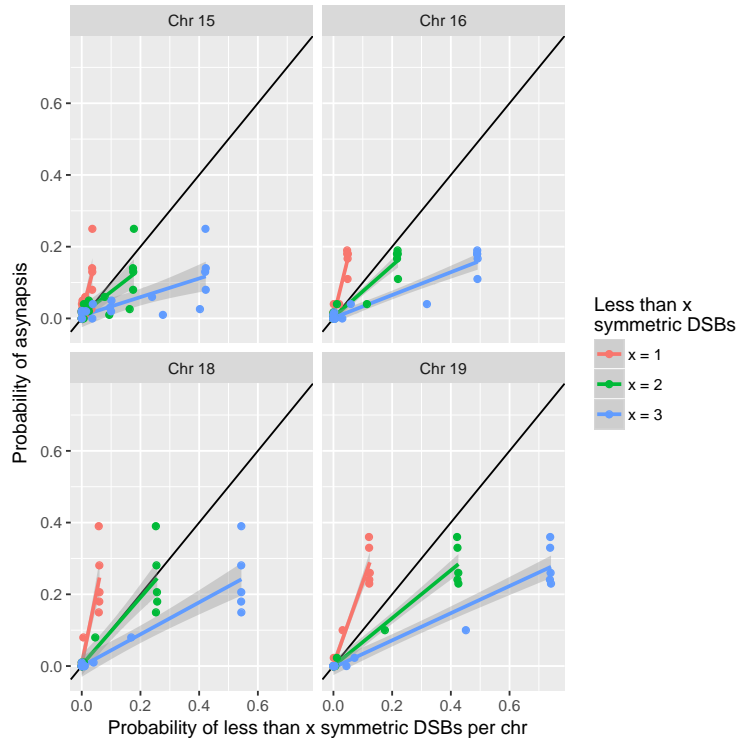 Chr 15
Chr 16
0.6
0.4
0.2
0.0
Chr 18
Chr 19
0.6
0.4
0.2
0.0
0.0 0.2 0.4 0.6
0.0 0.2 0.4 0.6
Probability of less than x symmetric DSBs per chr
Probability of asynapsis
Less than x
symmetric DSBs
x = 1
x = 2
x = 3